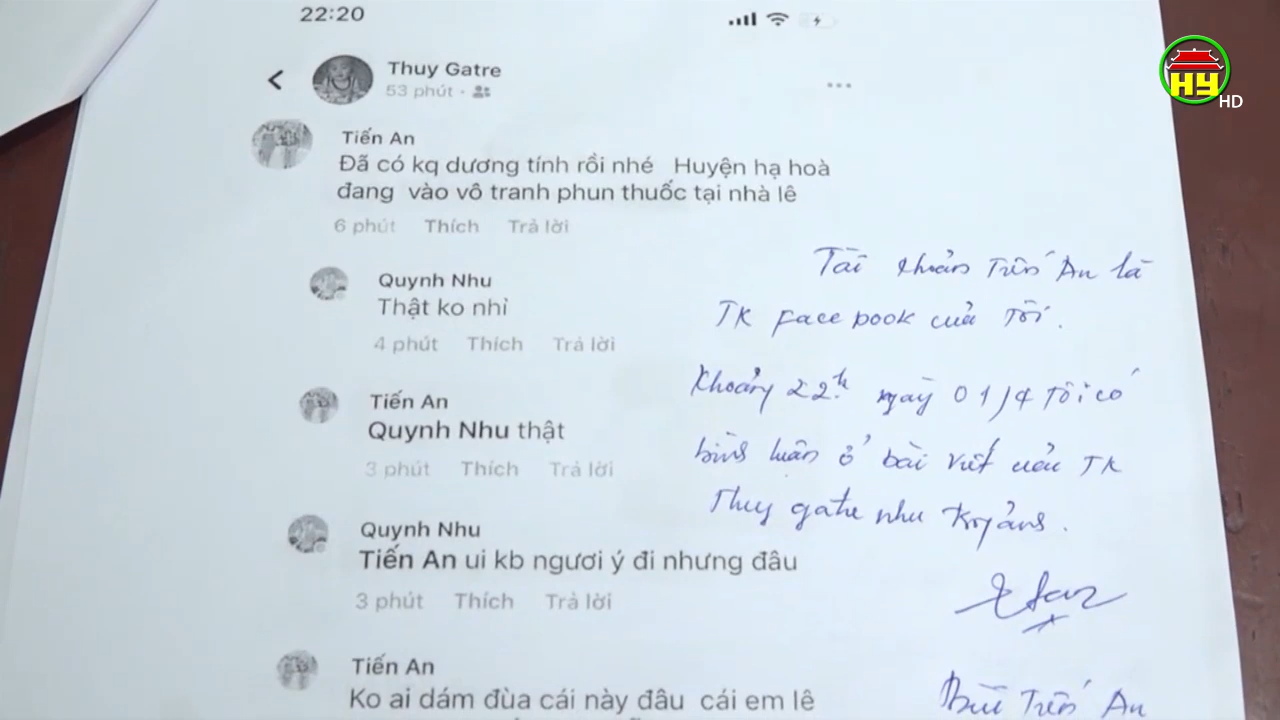 22:20
HY HD
Thuy Gatre
53 phút
Tiến An
Đã có kq dương tính rồi nhé Huyện hạ hoà
đang vào vô tranh phun thuốc tại nhà lê
6 phút Thích Trả lời
Quynh Nhu
Thật ko nhỉ
4 phút Thích Trả lời
Tiến An
Quynh Nhu thật
3 phút Thích Trả lời
Quynh Nhu
Tiến An ui kb ngươi ý đi nhưng đâu
3 phút Thích Trả lời
Tiến An
Ko ai dám đùa cái này đâu cái em lê
Tài khoản Tiến An là
TK facebook của Tôi.
Khoảng 22h ngày 01/4 Tôi có
bình luận ở bài viết của TK
Thuy gatre như
Bùi Tiến An